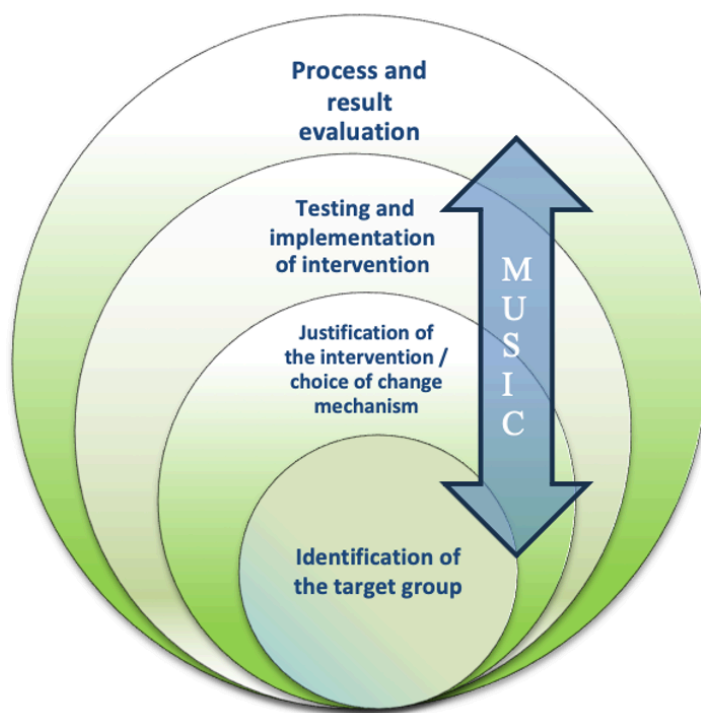 Process and
result
evaluation
Testing and
implementation
of intervention
Justification of
the intervention /
choice of change
mechanism
Identification of
the target group
M
U
S
I
C